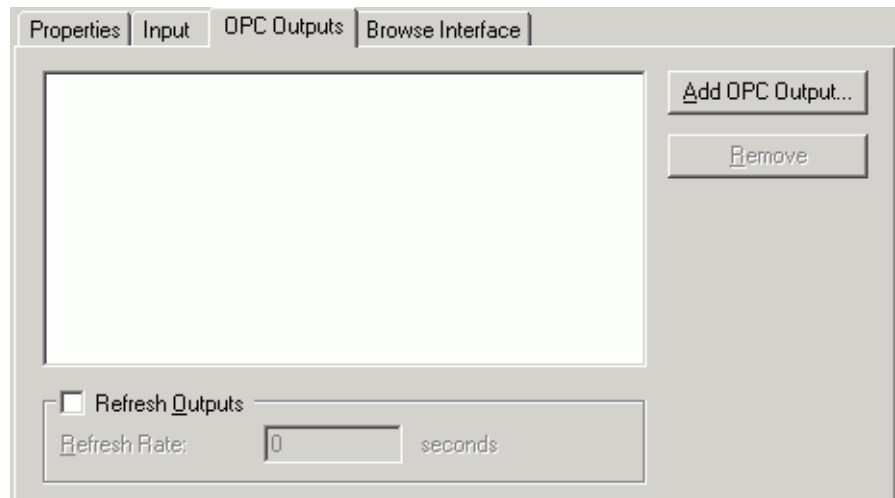 Properties Input OPC Outputs Browse Interface
Add OPC Output...
Remove
Refresh Outputs
Refresh Rate: 0 seconds